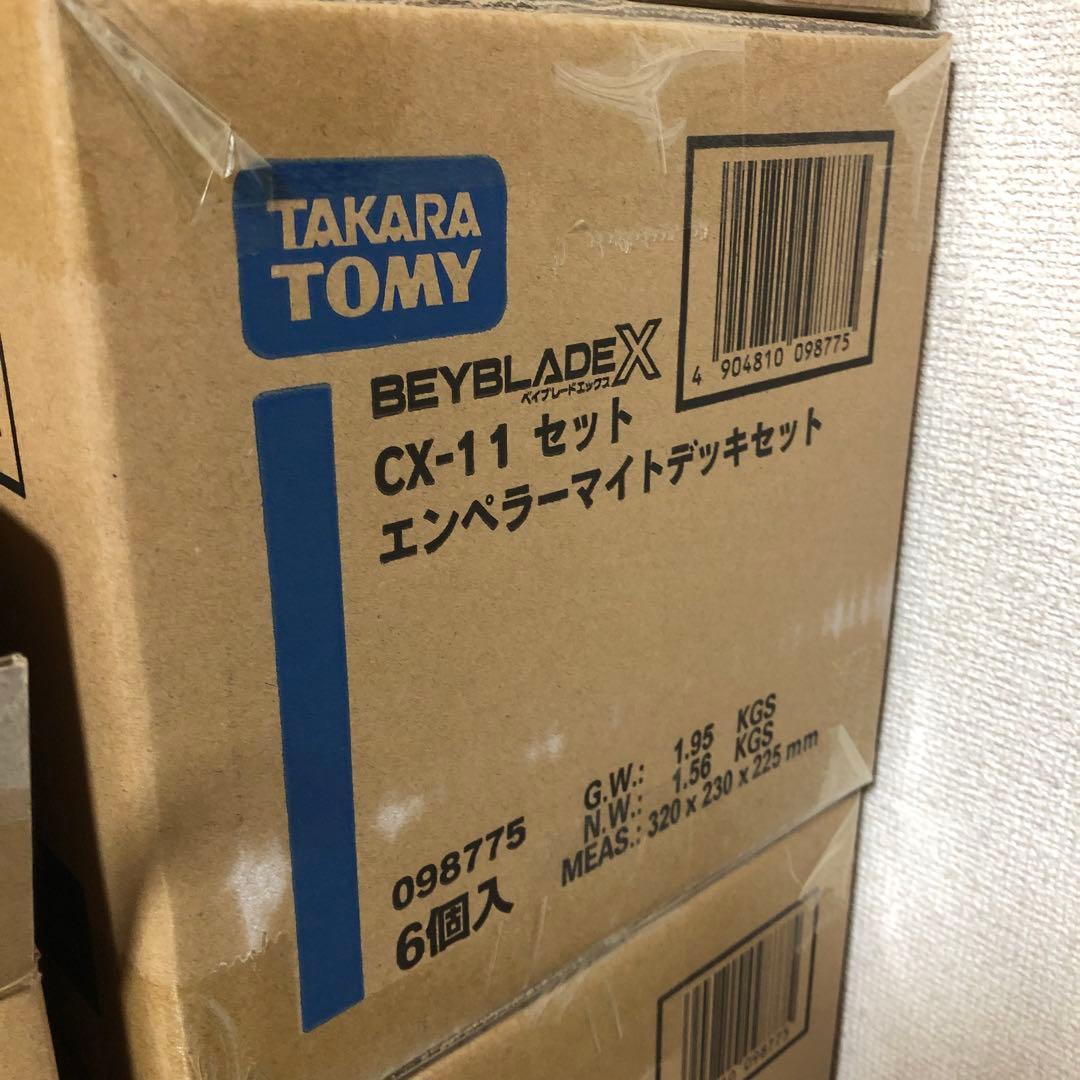 TAKARA
TOMY
BEYBLADE X
ベイブレードエックス
CX-11 セット
エンペラーマイトデッキセット
4 904810 098775
G.W.: 1.95 KGS
N.W.: 1.56 KGS
MEAS.: 320 x 230 x 225 mm
098775
6個入
098775